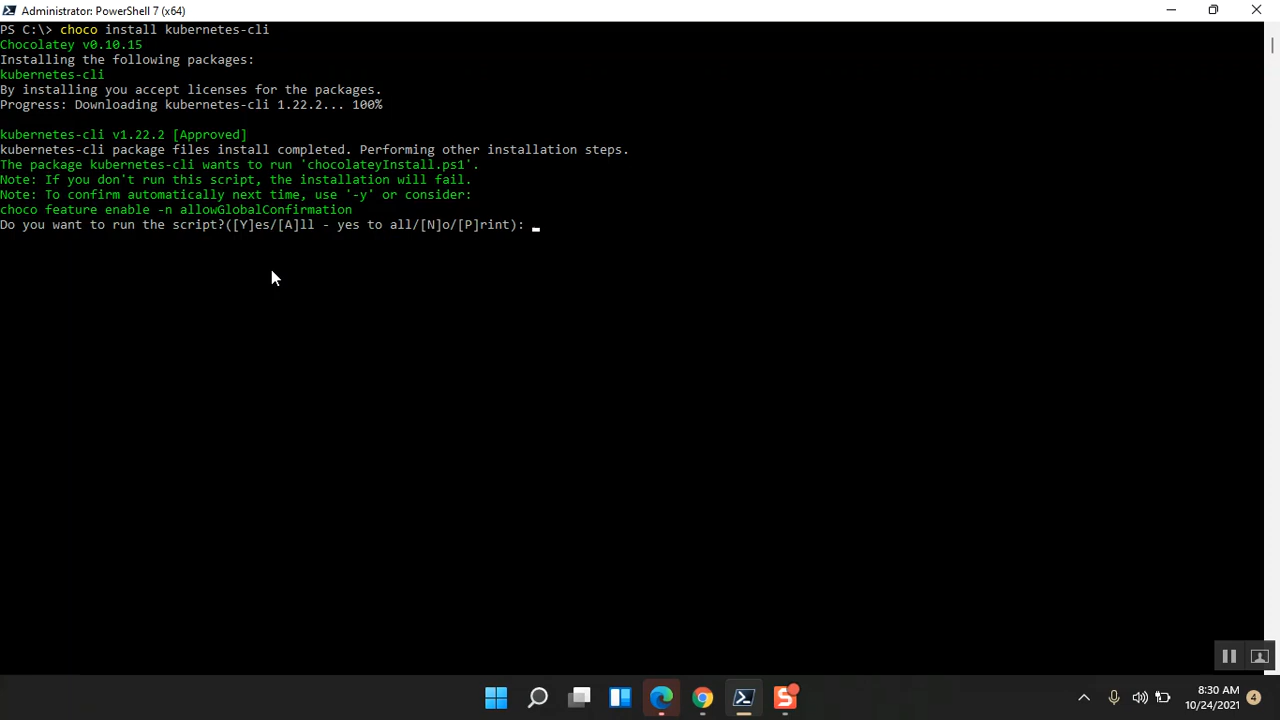 Administrator: PowerShell 7 (x64)
PS C:\> choco install kubernetes-cli
Chocolatey v0.10.15
Installing the following packages:
kubernetes-cli
By installing you accept licenses for the packages.
Progress: Downloading kubernetes-cli 1.22.2... 100%
kubernetes-cli v1.22.2 [Approved]
kubernetes-cli package files install completed. Performing other installation steps.
The package kubernetes-cli wants to run 'chocolateyInstall.ps1'.
Note: If you don't run this script, the installation will fail.
Note: To confirm automatically next time, use '-y' or consider:
choco feature enable -n allowGlobalConfirmation
Do you want to run the script?([Y]es/[A]ll - yes to all/[N]o/[P]rint):
S
8:30 AM
10/24/2021
4